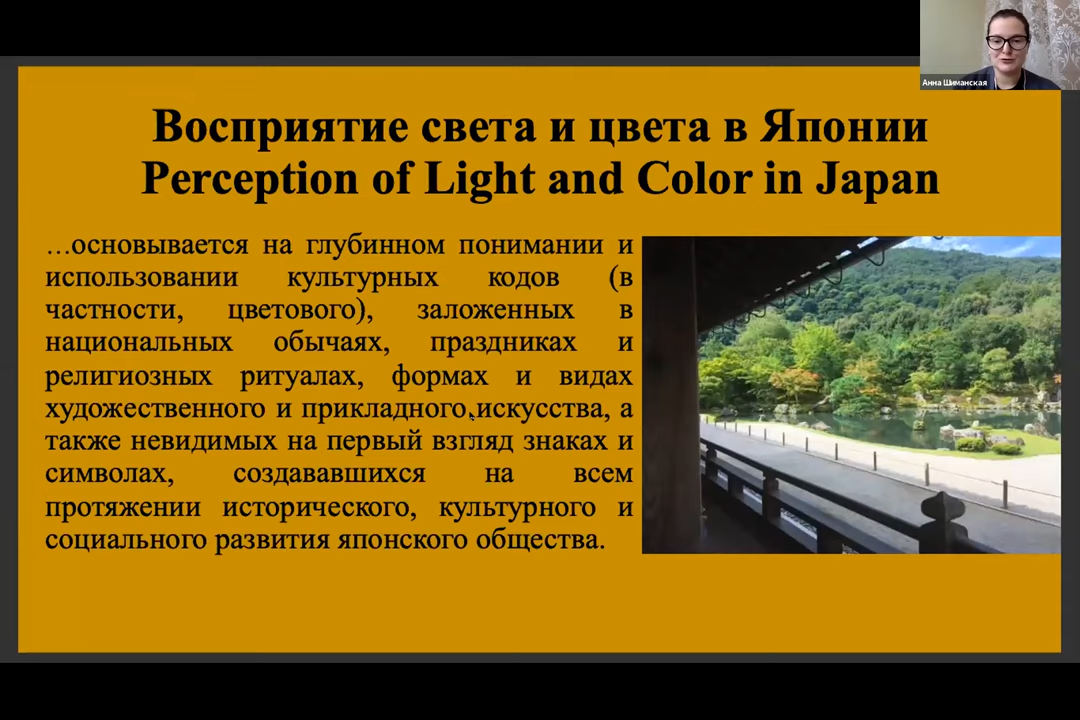 Анна Шиманская
Восприятие света и цвета в Японии
Perception of Light and Color in Japan
…основывается на глубинном понимании и
использовании культурных кодов (в
частности, цветового), заложенных в
национальных обычаях, праздниках и
религиозных ритуалах, формах и видах
художественного и прикладного искусства, а
также невидимых на первый взгляд знаках и
символах, создававшихся на всем
протяжении исторического, культурного и
социального развития японского общества.